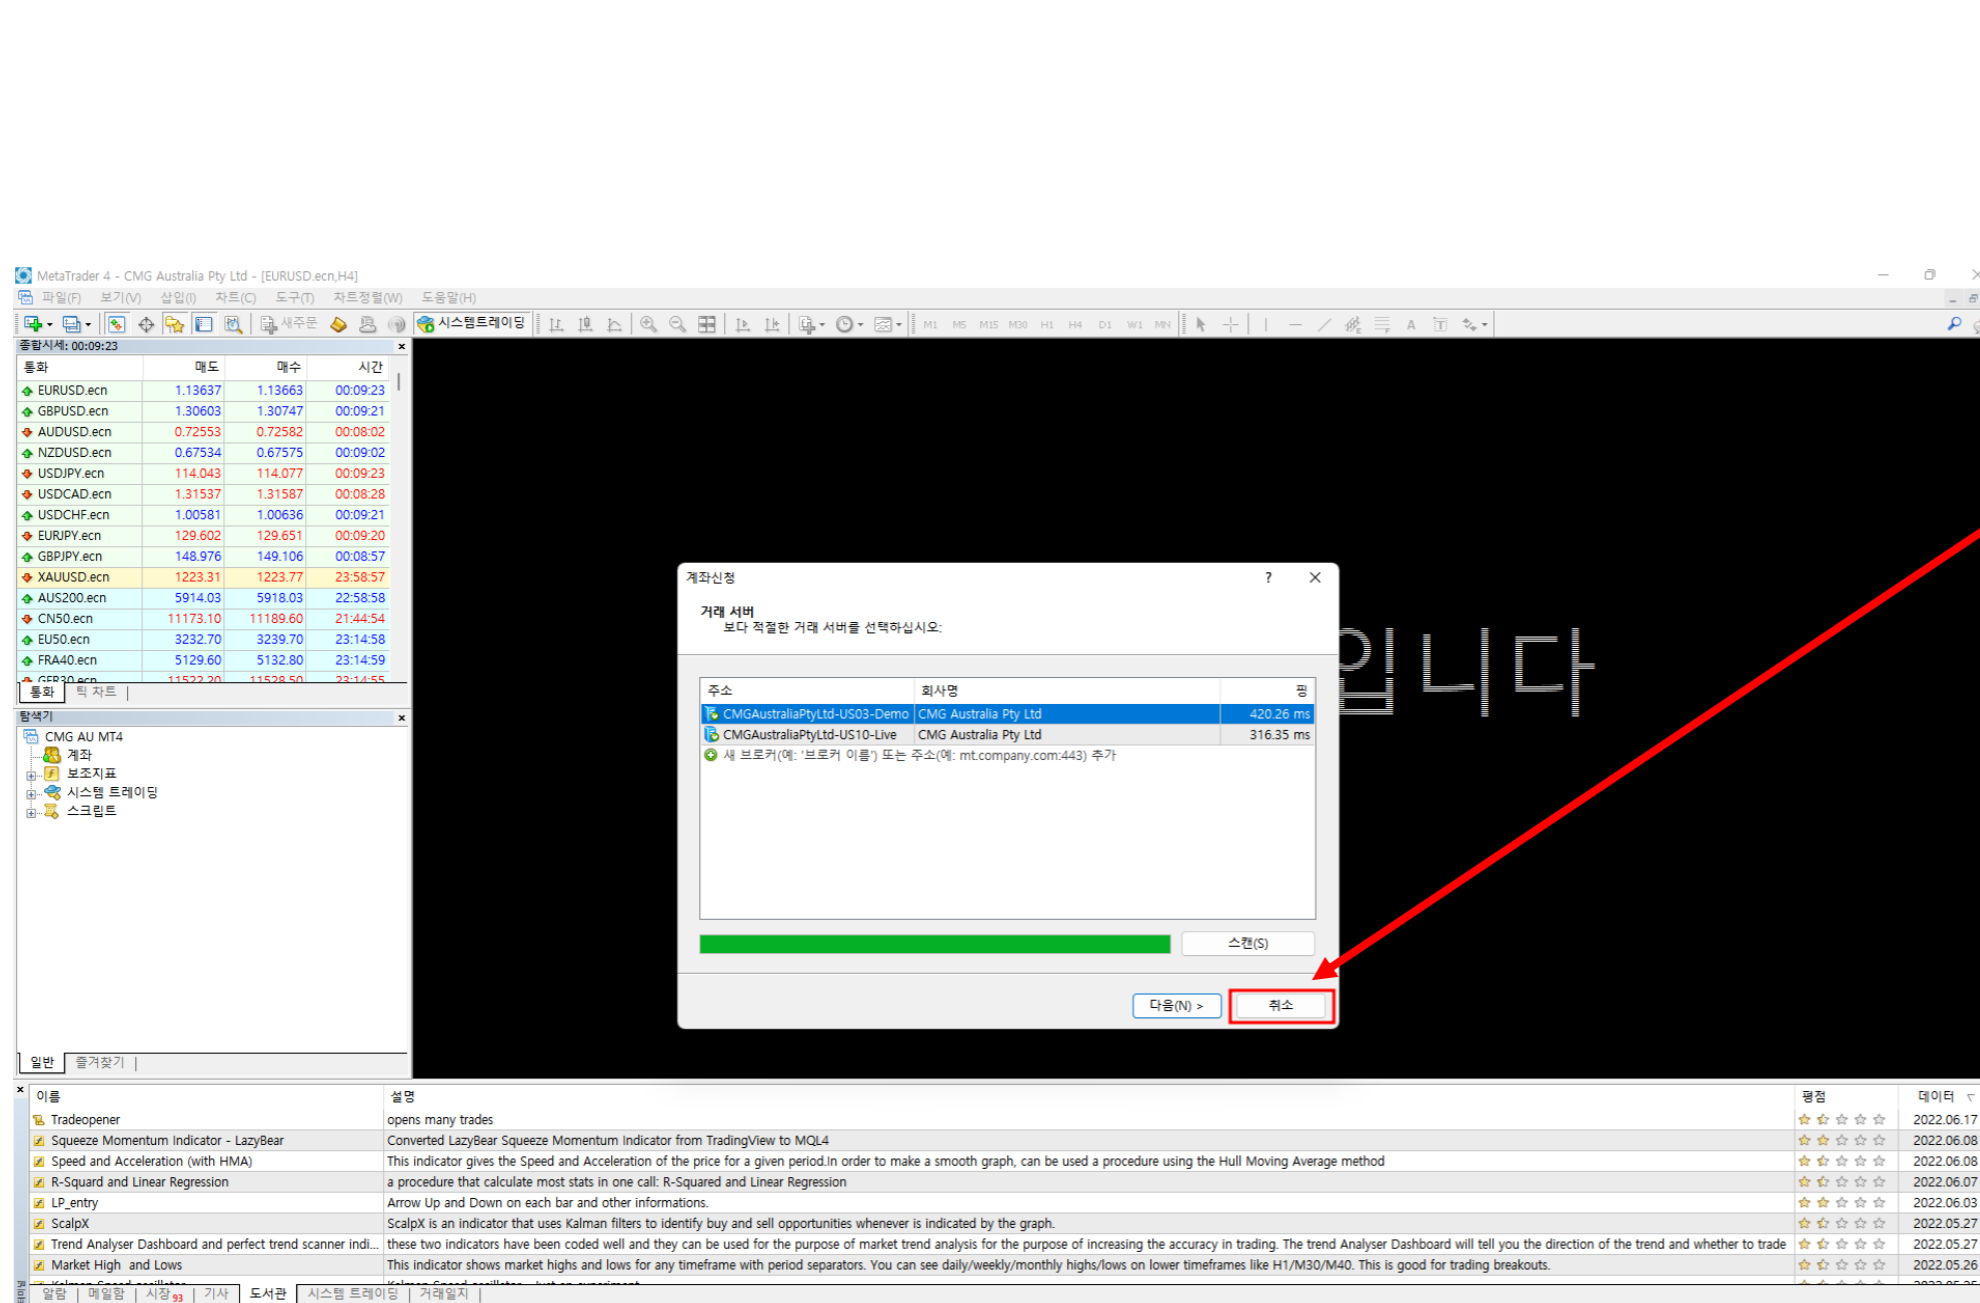 MetaTrader 4 - CMG Australia Pty Ltd - [EURUSD.ecn,H4]
파일(F) 보기(V) 삽입(I) 차트(C) 도구(T) 차트정렬(W) 도움말(H)
새주문 시스템트레이딩 M1 M5 M15 M30 H1 H4 D1 W1 MN
종합시세: 00:09:23
통화 매도 매수 시간
EURUSD.ecn 1.13637 1.13663 00:09:23
GBPUSD.ecn 1.30603 1.30747 00:09:21
AUDUSD.ecn 0.72553 0.72582 00:08:02
NZDUSD.ecn 0.67534 0.67575 00:09:02
USDJPY.ecn 114.043 114.077 00:09:23
USDCAD.ecn 1.31537 1.31587 00:08:28
USDCHF.ecn 1.00581 1.00636 00:09:21
EURJPY.ecn 129.602 129.651 00:09:20
GBPJPY.ecn 148.976 149.106 00:08:57
XAUUSD.ecn 1223.31 1223.77 23:58:57
AUS200.ecn 5914.03 5918.03 22:58:58
CN50.ecn 11173.10 11189.60 21:44:54
EU50.ecn 3232.70 3239.70 23:14:58
FRA40.ecn 5129.60 5132.80 23:14:59
GER30.ecn 11522.20 11528.50 23:14:55
통화 틱 차트
탐색기
CMG AU MT4
계좌
보조지표
시스템 트레이딩
스크립트
일반 즐겨찾기
입니다
계좌신청
거래 서버
보다 적절한 거래 서버를 선택하십시오:
주소 회사명 핑
CMGAustraliaPtyLtd-US03-Demo CMG Australia Pty Ltd 420.26 ms
CMGAustraliaPtyLtd-US10-Live CMG Australia Pty Ltd 316.35 ms
새 브로커(예: '브로커 이름') 또는 주소(예: mt.company.com:443) 추가
스캔(S)
다음(N) > 취소
이름 설명 평점 데이터
Tradeopener opens many trades 2022.06.17
Squeeze Momentum Indicator - LazyBear Converted LazyBear Squeeze Momentum Indicator from TradingView to MQL4 2022.06.08
Speed and Acceleration (with HMA) This indicator gives the Speed and Acceleration of the price for a given period.In order to make a smooth graph, can be used a procedure using the Hull Moving Average method 2022.06.08
R-Squard and Linear Regression a procedure that calculate most stats in one call: R-Squared and Linear Regression 2022.06.07
LP_entry Arrow Up and Down on each bar and other informations. 2022.06.03
ScalpX ScalpX is an indicator that uses Kalman filters to identify buy and sell opportunities whenever is indicated by the graph. 2022.05.27
Trend Analyser Dashboard and perfect trend scanner indi... these two indicators have been coded well and they can be used for the purpose of market trend analysis for the purpose of increasing the accuracy in trading. The trend Analyser Dashboard will tell you the direction of the trend and whether to trade 2022.05.27
Market High and Lows This indicator shows market highs and lows for any timeframe with period separators. You can see daily/weekly/monthly highs/lows on lower timeframes like H1/M30/M40. This is good for trading breakouts. 2022.05.26
알람 메일함 시장 93 기사 도서관 시스템 트레이딩 거래일지